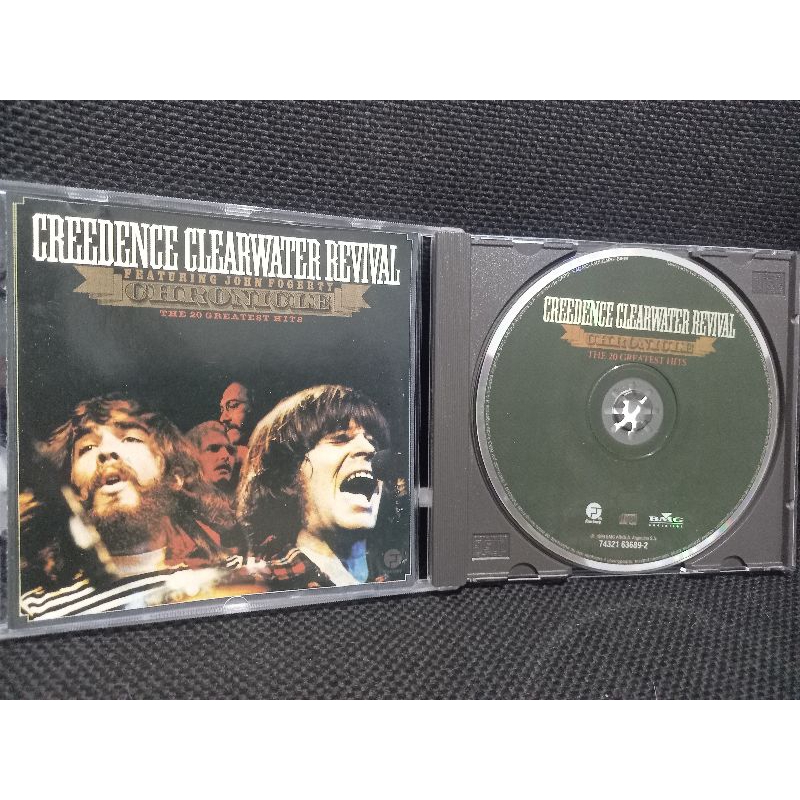 CREEDENCE CLEARWATER REVIVAL
FEATURING JOHN FOGERTY
CHRONICLE
THE 20 GREATEST HITS
CREEDENCE CLEARWATER REVIVAL
CHRONICLE
THE 20 GREATEST HITS
Fantasy
BMG
74321 63689-2